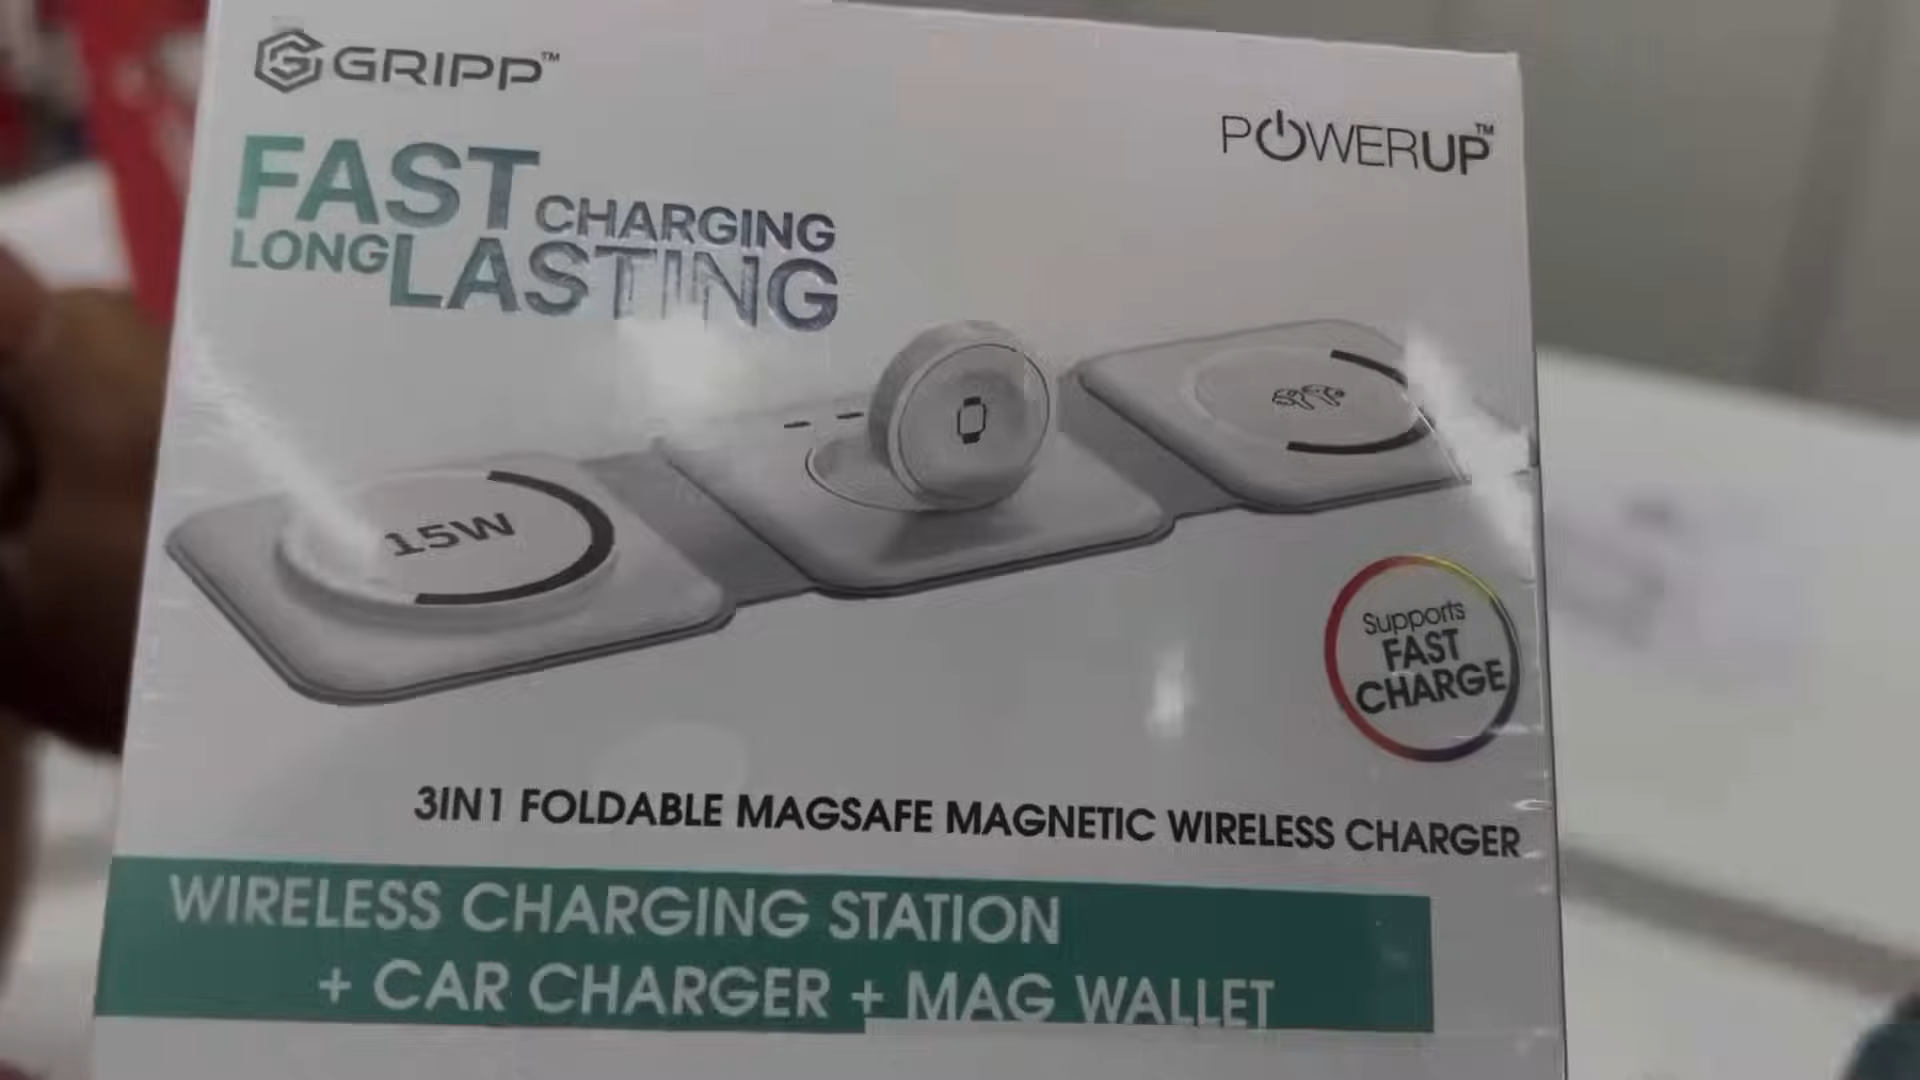 GRIPP™
POWERUP™
FAST CHARGING
LONG LASTING
15W
Supports
FAST
CHARGE
3IN1 FOLDABLE MAGSAFE MAGNETIC WIRELESS CHARGER
WIRELESS CHARGING STATION
+ CAR CHARGER + MAG WALLET